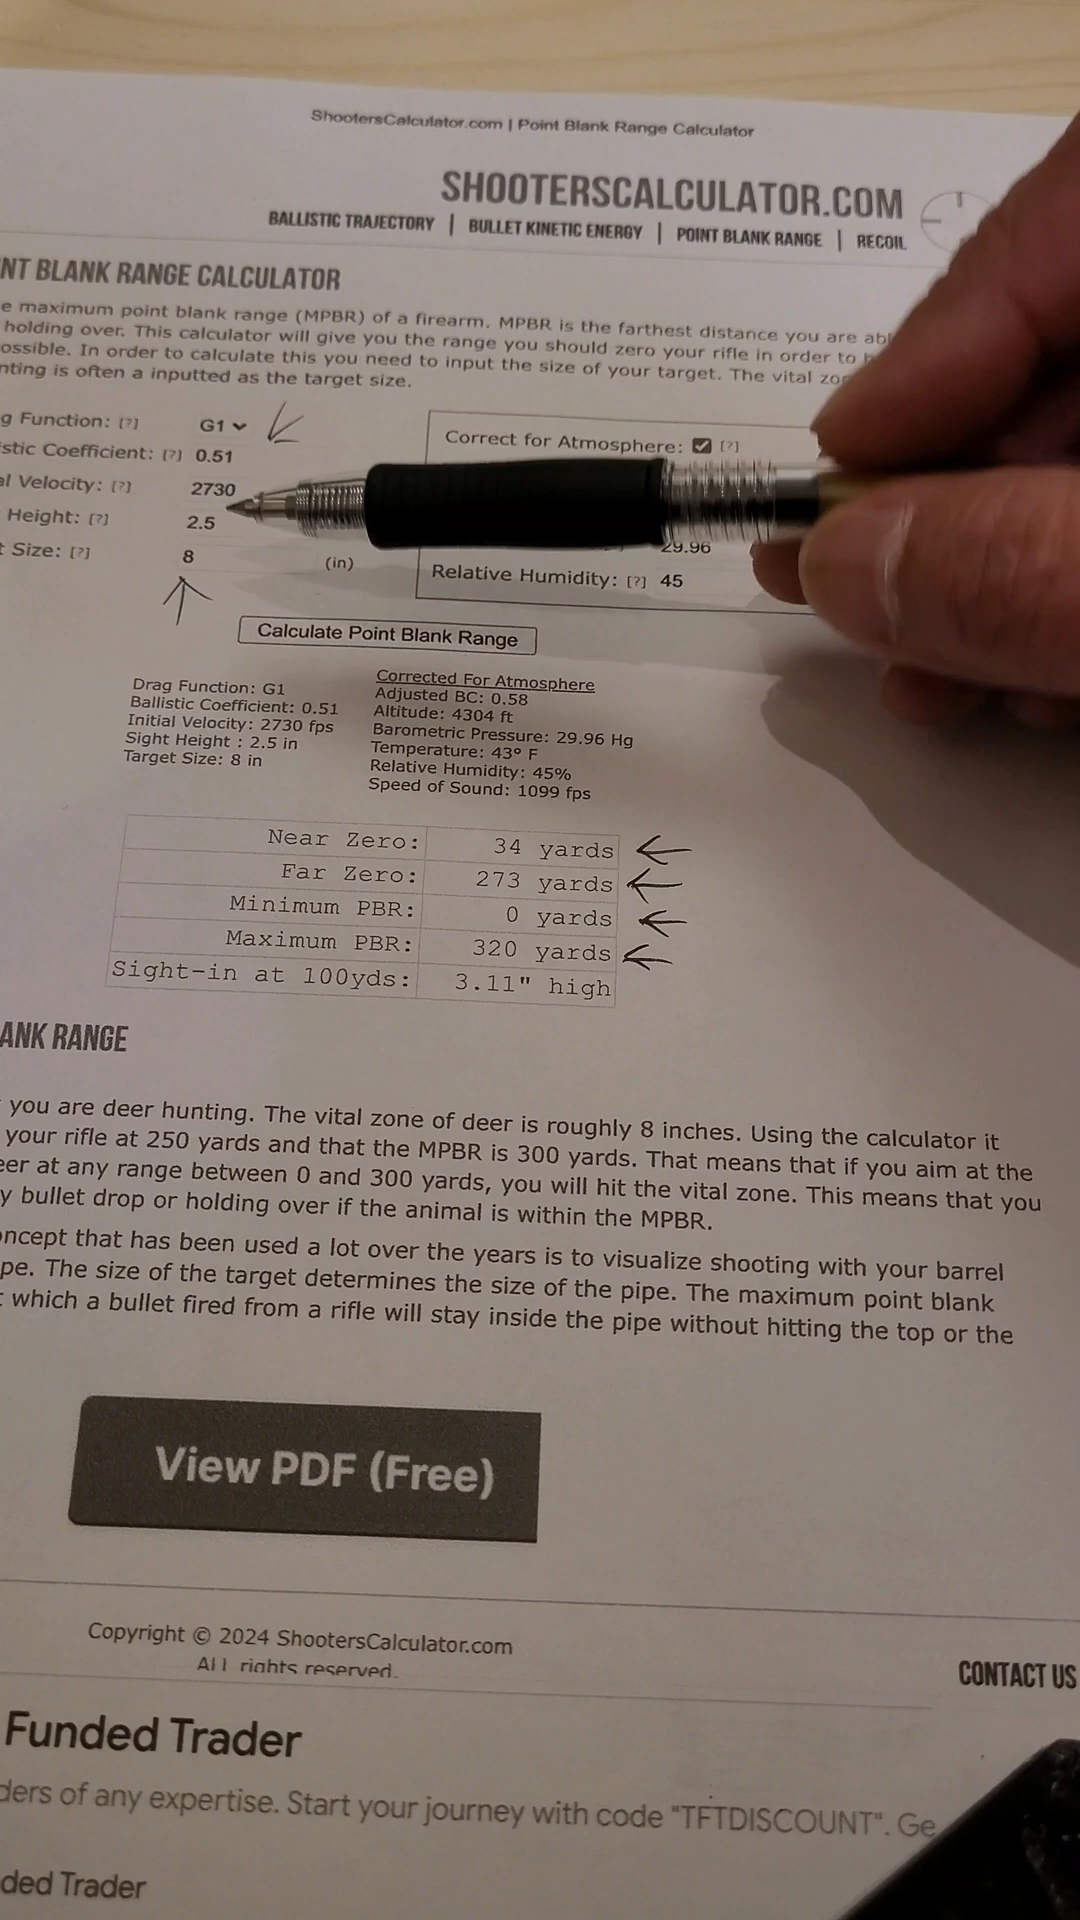 ShootersCalculator.com | Point Blank Range Calculator
SHOOTERSCALCULATOR.COM
BALLISTIC TRAJECTORY | BULLET KINETIC ENERGY | POINT BLANK RANGE | RECOIL
NT BLANK RANGE CALCULATOR
e maximum point blank range (MPBR) of a firearm. MPBR is the farthest distance you are abl
holding over. This calculator will give you the range you should zero your rifle in order to
ossible. In order to calculate this you need to input the size of your target. The vital zo
nting is often a inputted as the target size.
g Function: [?] G1
istic Coefficient: [?] 0.51
al Velocity: [?] 2730
Height: [?] 2.5
t Size: [?] 8 (in)
Correct for Atmosphere: [?]
29.96
Relative Humidity: [?] 45
Calculate Point Blank Range
Drag Function: G1
Ballistic Coefficient: 0.51
Initial Velocity: 2730 fps
Sight Height : 2.5 in
Target Size: 8 in
Corrected For Atmosphere
Adjusted BC: 0.58
Altitude: 4304 ft
Barometric Pressure: 29.96 Hg
Temperature: 43° F
Relative Humidity: 45%
Speed of Sound: 1099 fps
Near Zero: 34 yards
Far Zero: 273 yards
Minimum PBR: 0 yards
Maximum PBR: 320 yards
Sight-in at 100yds: 3.11" high
ANK RANGE
you are deer hunting. The vital zone of deer is roughly 8 inches. Using the calculator it
your rifle at 250 yards and that the MPBR is 300 yards. That means that if you aim at the
eer at any range between 0 and 300 yards, you will hit the vital zone. This means that you
y bullet drop or holding over if the animal is within the MPBR.
oncept that has been used a lot over the years is to visualize shooting with your barrel
pe. The size of the target determines the size of the pipe. The maximum point blank
which a bullet fired from a rifle will stay inside the pipe without hitting the top or the
View PDF (Free)
Copyright © 2024 ShootersCalculator.com
All rights reserved.
CONTACT US
Funded Trader
ders of any expertise. Start your journey with code "TFTDISCOUNT". Ge
ded Trader